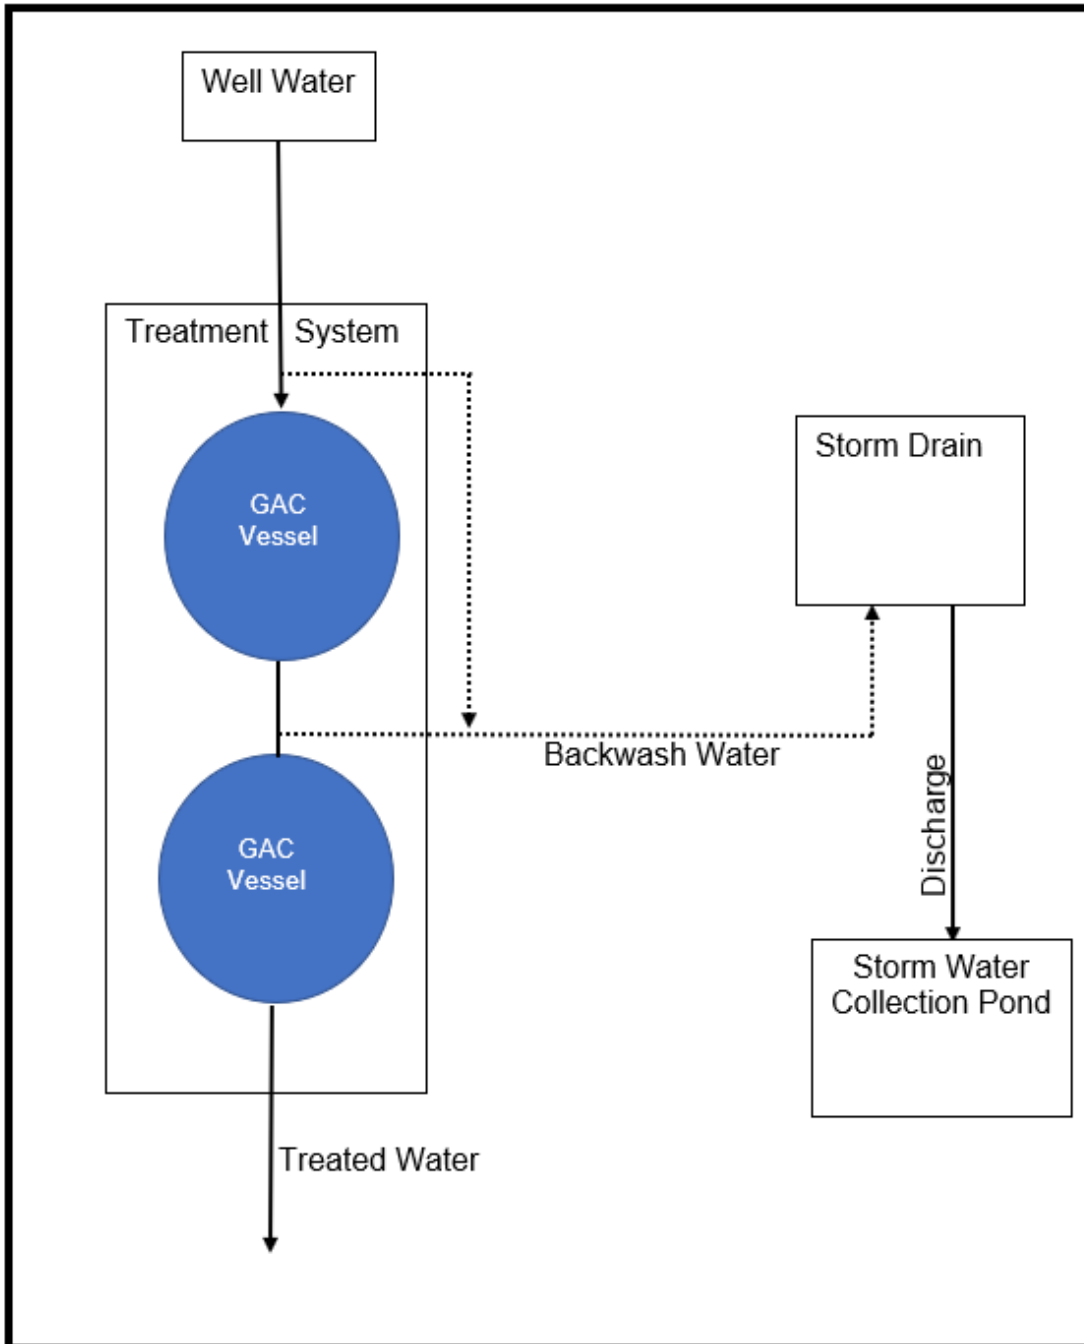 Well Water
Treatment System
GAC
Vessel
Storm Drain
Backwash Water
GAC
Vessel
Discharge
Storm Water
Collection Pond
Treated Water